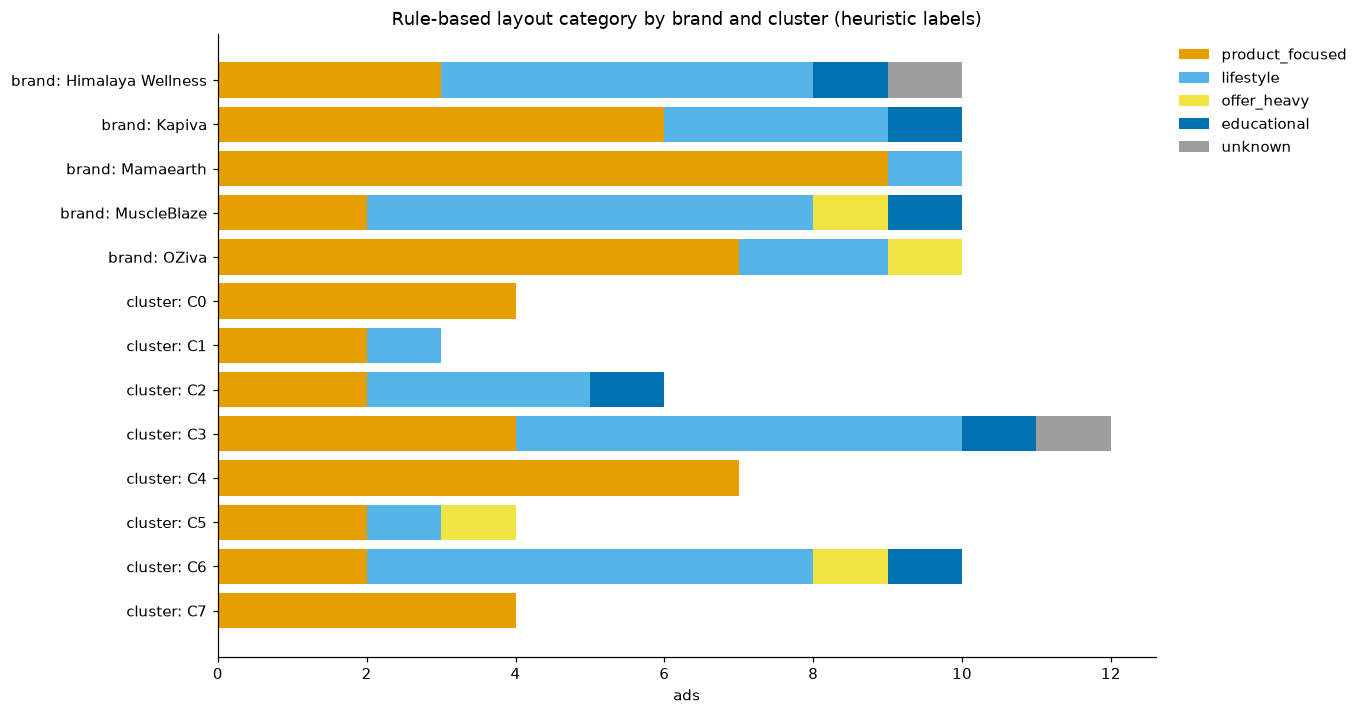 Rule-based layout category by brand and cluster (heuristic labels)
product_focused
lifestyle
offer_heavy
educational
unknown
brand: Himalaya Wellness
brand: Kapiva
brand: Mamaearth
brand: MuscleBlaze
brand: OZiva
cluster: C0
cluster: C1
cluster: C2
cluster: C3
cluster: C4
cluster: C5
cluster: C6
cluster: C7
0 2 4 6 8 10 12
ads